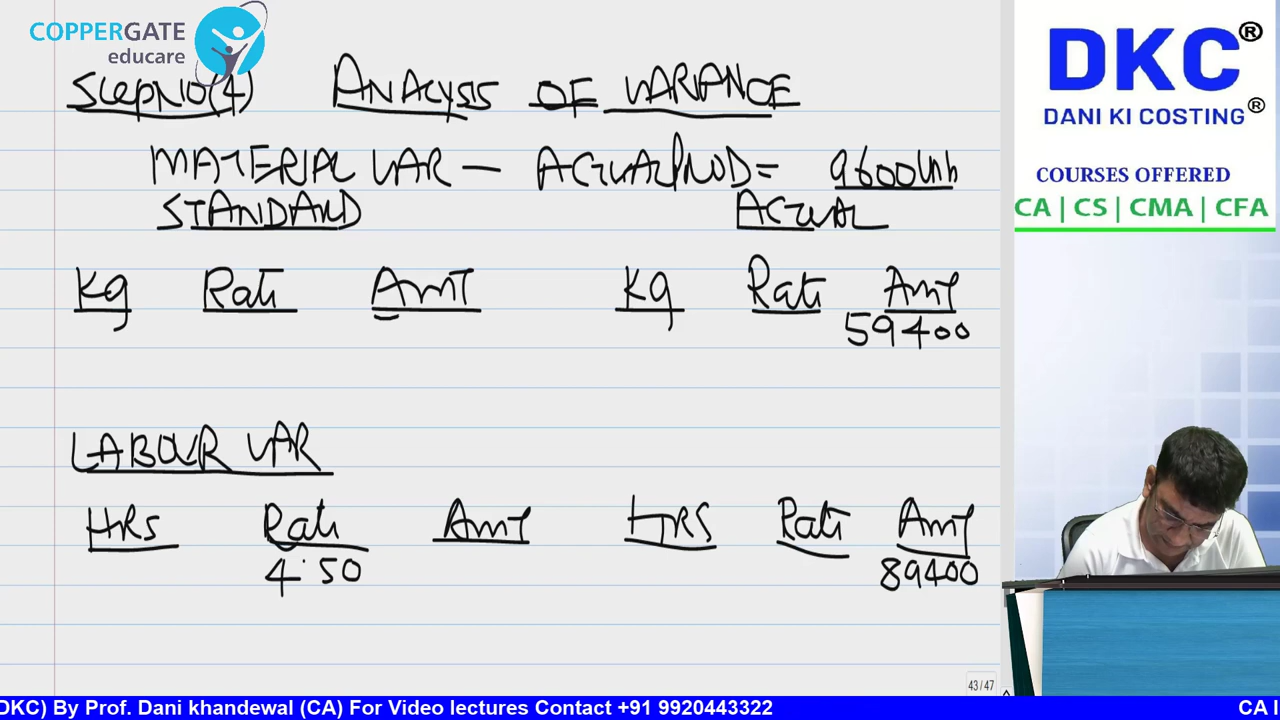 COPPERGATE
educare
Step NO (4) ANALYSIS OF VARIANCE
MATERIAL VAR — ACTUAL PROD = 9600 Unt
STANDARD ACTUAL
Kg Rate Amt Kg Rate Amt
59400
LABOUR VAR
HRS Rate Amt HRS Rate Amt
4.50 89400
43/47
DKC®
DANI KI COSTING®
COURSES OFFERED
CA | CS | CMA | CFA
(DKC) By Prof. Dani khandewal (CA) For Video lectures Contact +91 9920443322 CA I